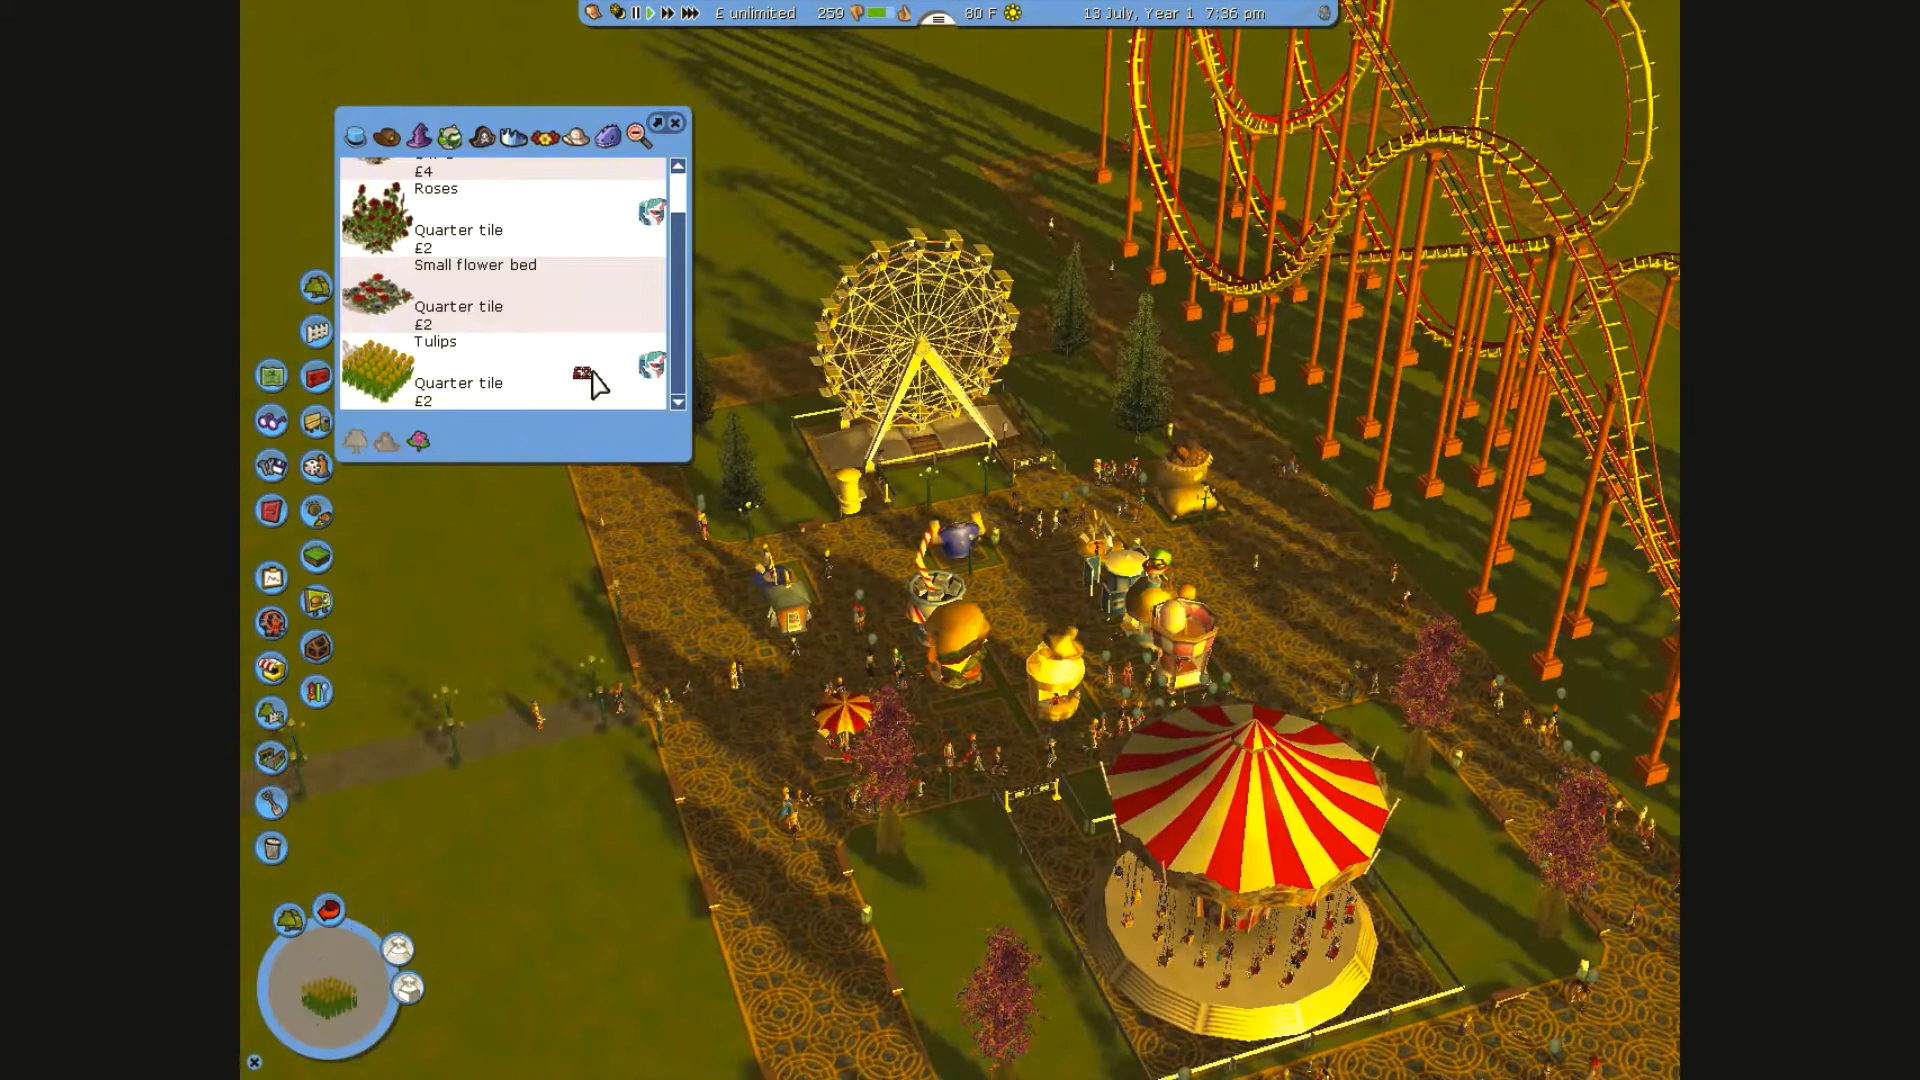 £ unlimited 259 80 F 13 July, Year 1 7:36 pm
£4
Roses
Quarter tile
£2
Small flower bed
Quarter tile
£2
Tulips
£2
Quarter tile
£2